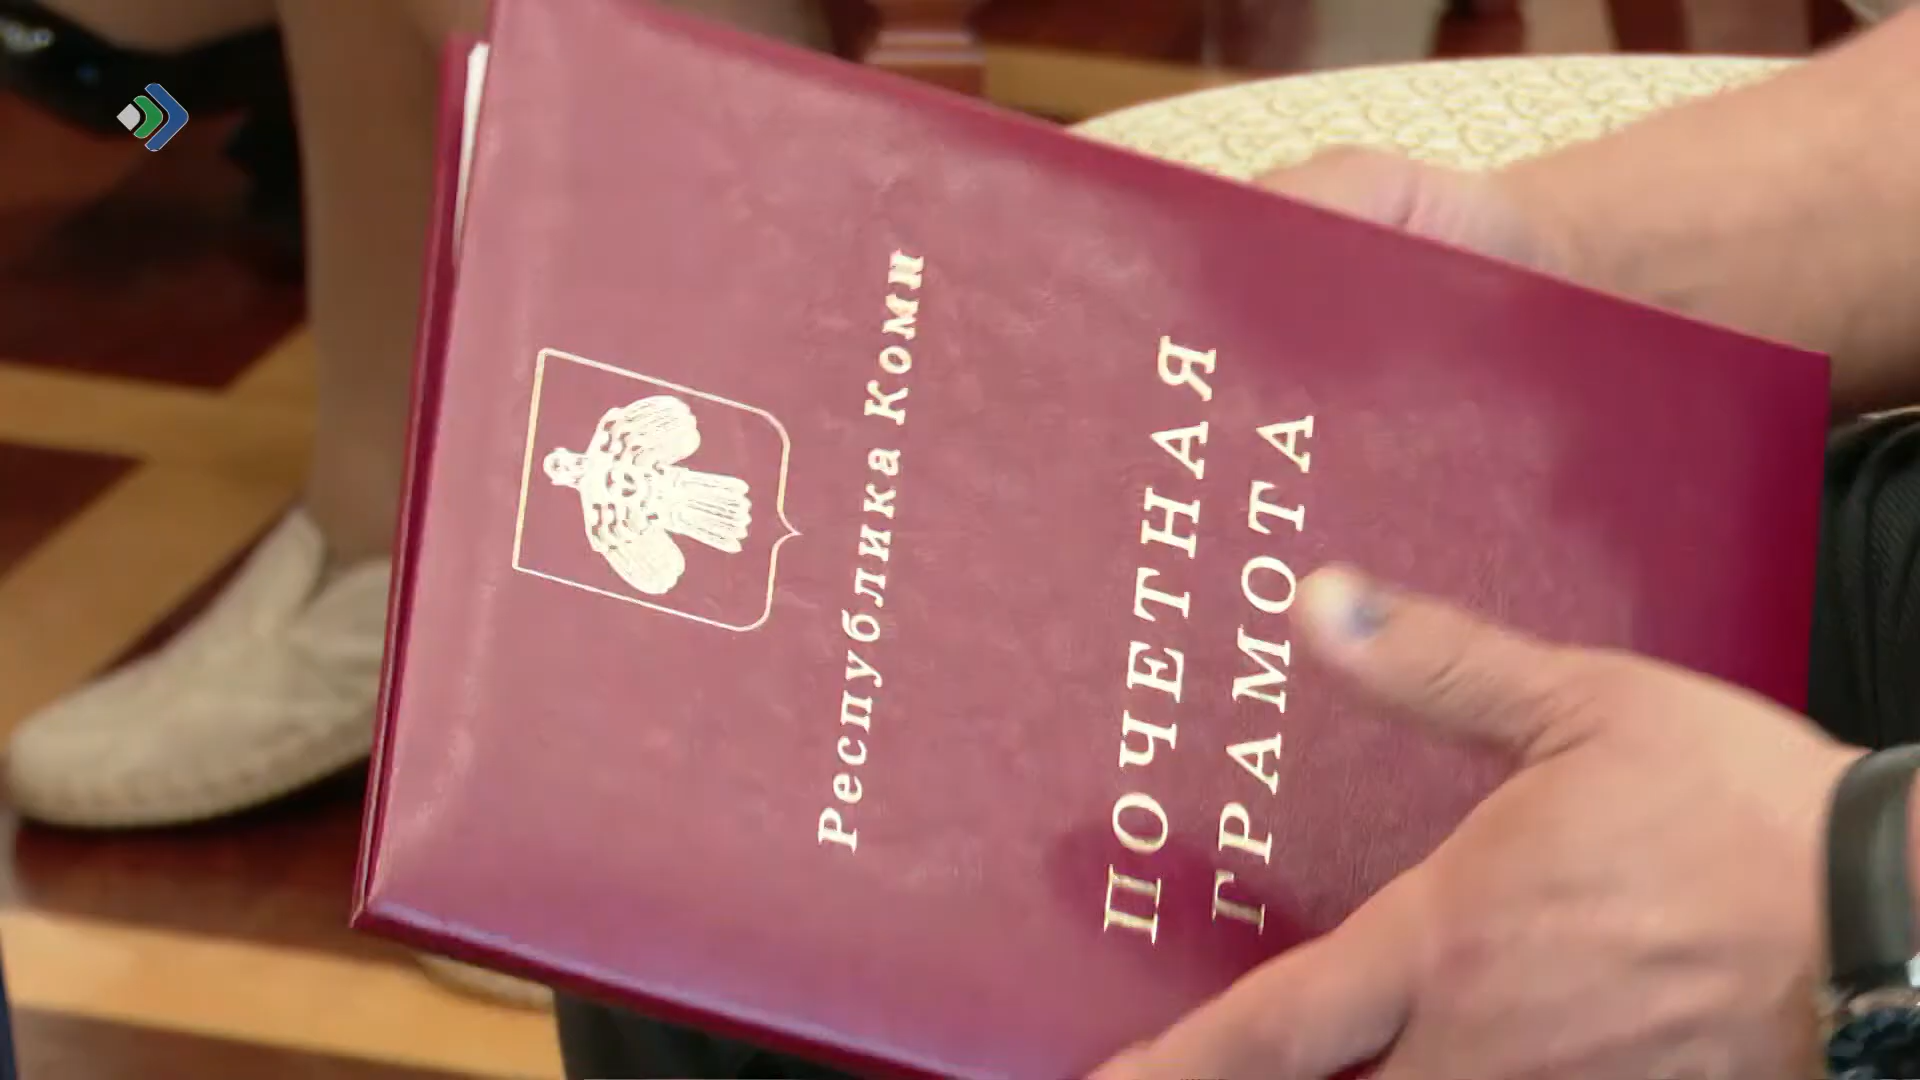 Республика Коми
ПОЧЕТНАЯ
ГРАМОТА